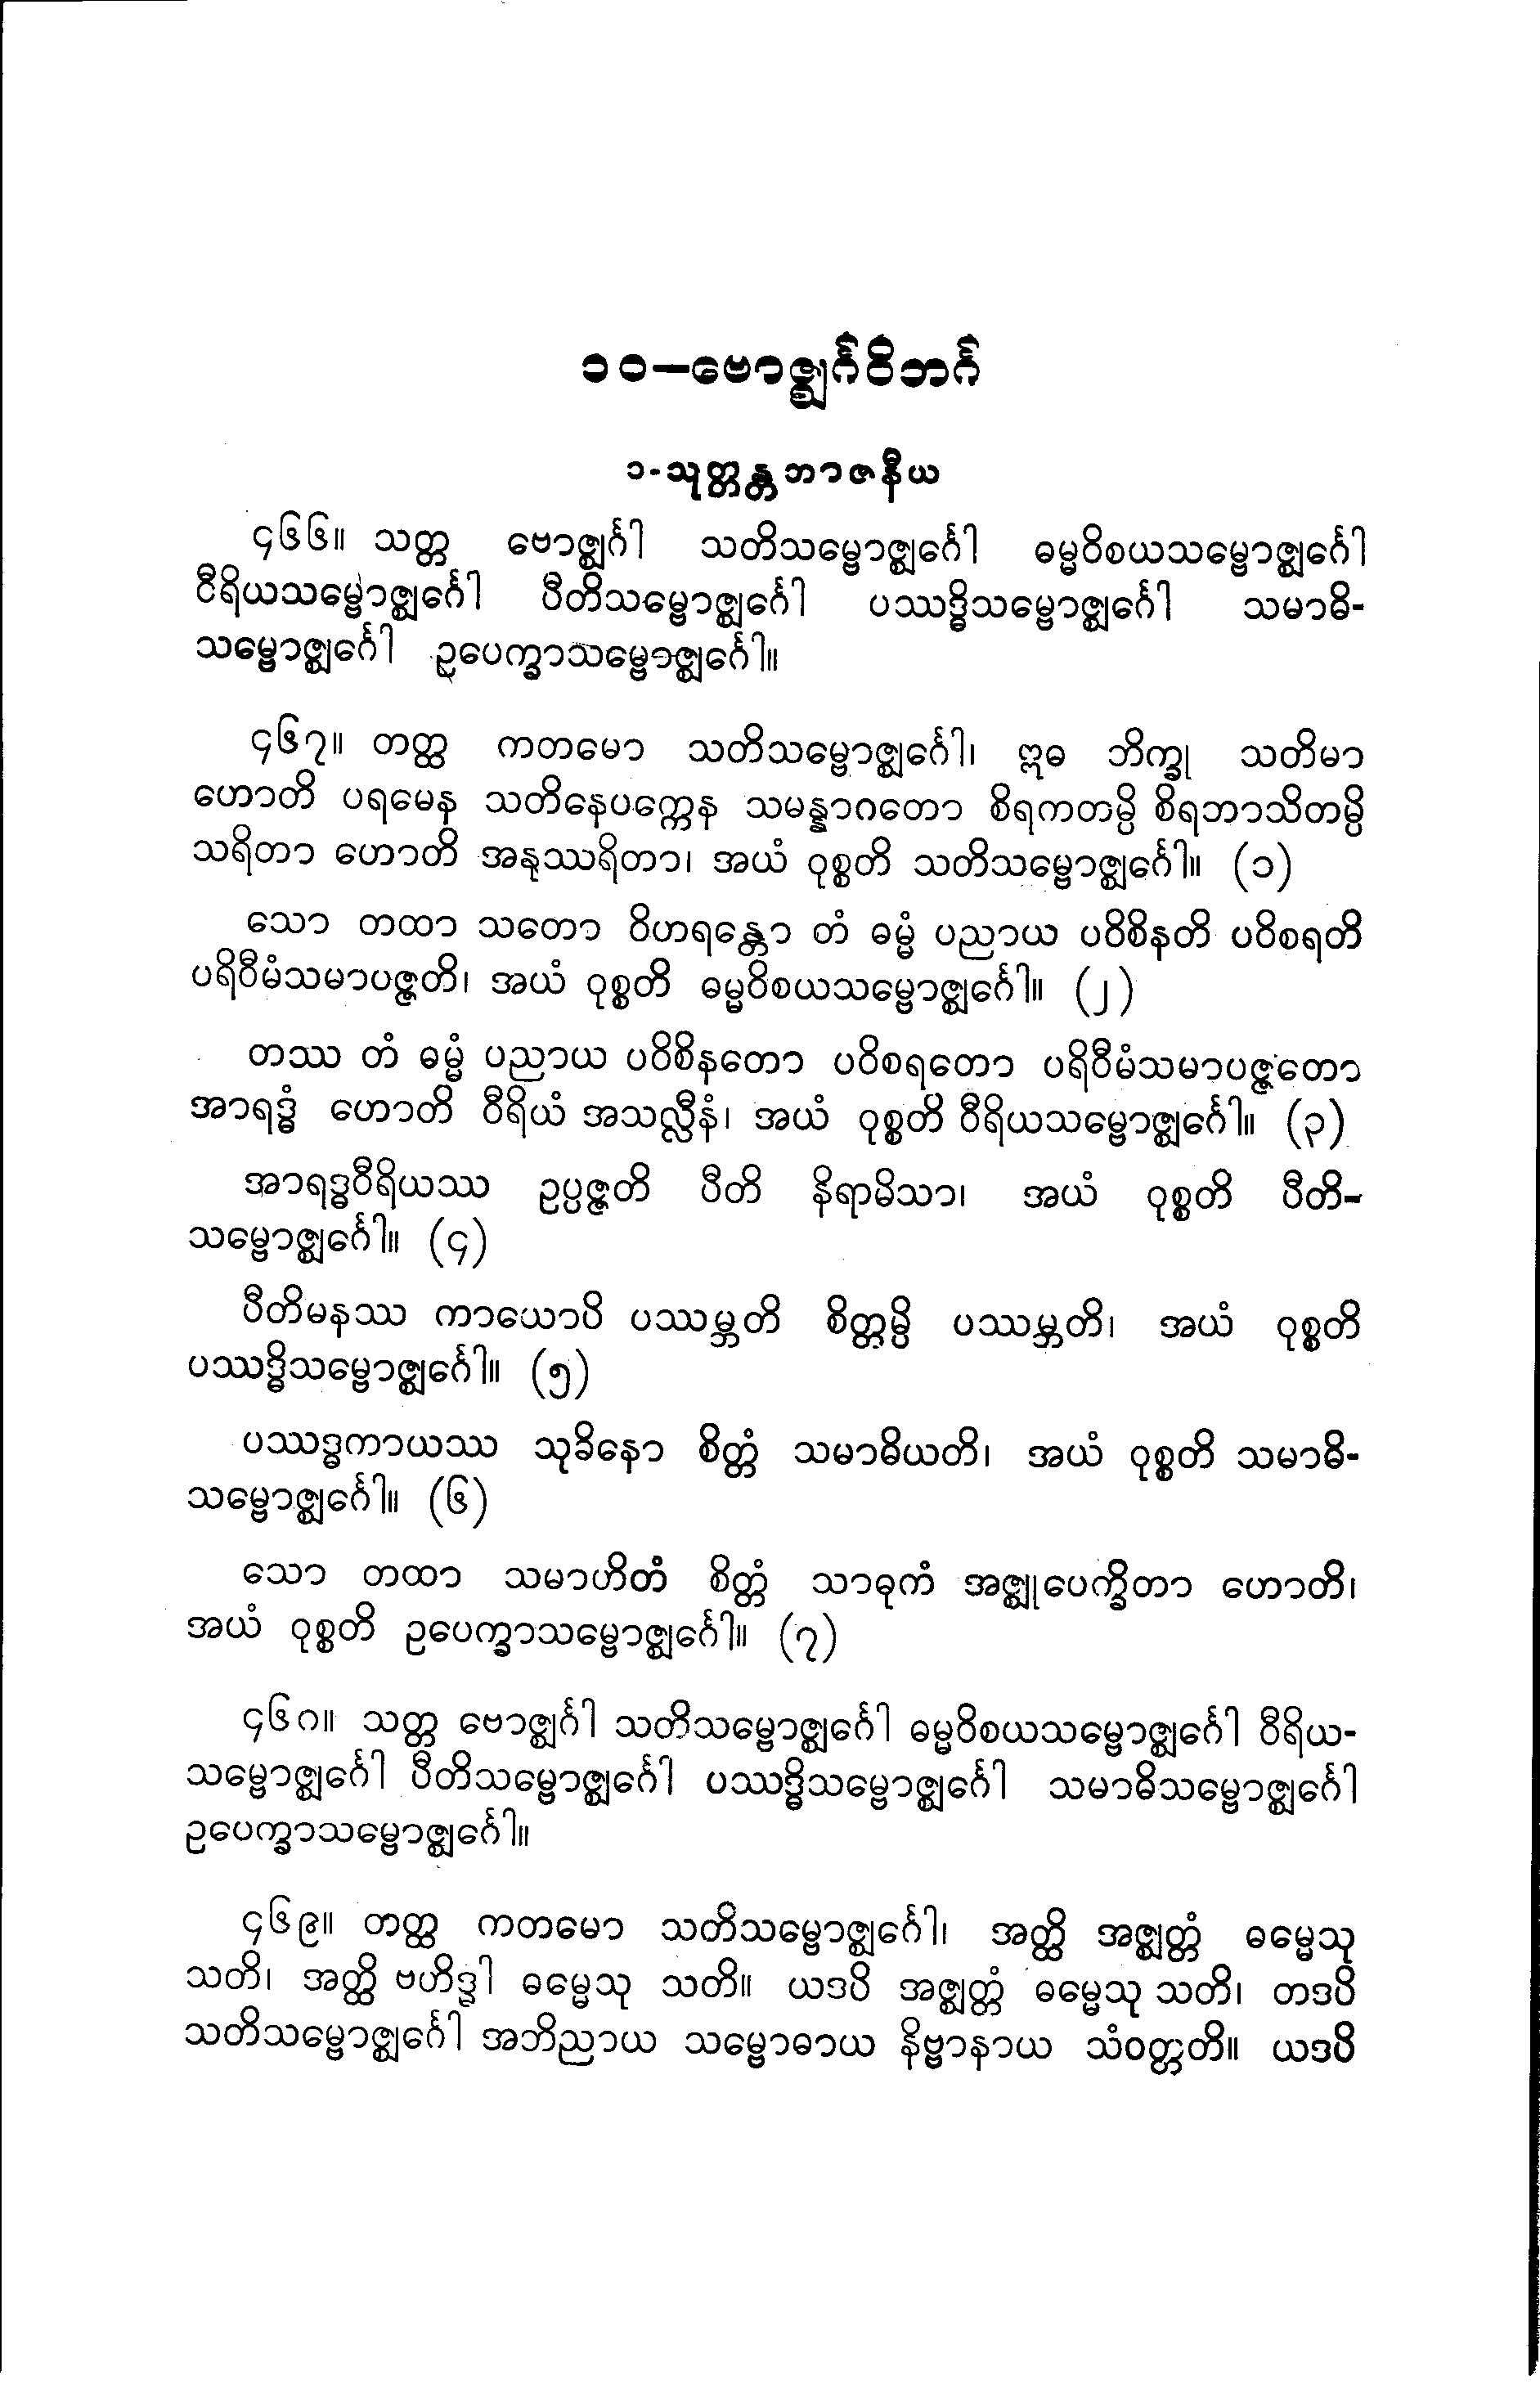 ၁၀—ဗောဇ္ဈင်္ဂဝိဘင်္ဂ
၁-သုတ္တန္တဘာဇနီယ
၄၆၆။ သတ္တ ဗောဇ္ဈင်္ဂါ သတိသမ္ဗောဇ္ဈင်္ဂေါ ဓမ္မဝိစယသမ္ဗောဇ္ဈင်္ဂေါ
ဝီရိယသမ္ဗောဇ္ဈင်္ဂေါ ပီတိသမ္ဗောဇ္ဈင်္ဂေါ ပဿဒ္ဓိသမ္ဗောဇ္ဈင်္ဂေါ သမာဓိ-
သမ္ဗောဇ္ဈင်္ဂေါ ဥပေက္ခာသမ္ဗောဇ္ဈင်္ဂေါ။
၄၆၇။ တတ္ထ ကတမော သတိသမ္ဗောဇ္ဈင်္ဂေါ၊ ဣဓ ဘိက္ခု သတိမာ
ဟောတိ ပရမေန သတိနေပက္ကေန သမန္နာဂတော စိရကတမ္ပိ စိရဘာသိတမ္ပိ
သရိတာ ဟောတိ အနုဿရိတာ၊ အယံ ဝုစ္စတိ သတိသမ္ဗောဇ္ဈင်္ဂေါ။ (၁)
သော တထာ သတော ဝိဟရန္တော တံ ဓမ္မံ ပညာယ ပဝိစိနတိ ပဝိစရတိ
ပရိဝီမံသမာပဇ္ဇတိ၊ အယံ ဝုစ္စတိ ဓမ္မဝိစယသမ္ဗောဇ္ဈင်္ဂေါ။ (၂)
တဿ တံ ဓမ္မံ ပညာယ ပဝိစိနတော ပဝိစရတော ပရိဝီမံသမာပဇ္ဇတော
အာရဒ္ဓံ ဟောတိ ဝီရိယံ အသလ္လီနံ၊ အယံ ဝုစ္စတိ ဝီရိယသမ္ဗောဇ္ဈင်္ဂေါ။ (၃)
အာရဒ္ဓဝီရိယဿ ဥပ္ပဇ္ဇတိ ပီတိ နိရာမိသာ၊ အယံ ဝုစ္စတိ ပီတိ-
သမ္ဗောဇ္ဈင်္ဂေါ။ (၄)
ပီတိမနဿ ကာယောပိ ပဿမ္ဘတိ စိတ္တမ္ပိ ပဿမ္ဘတိ၊ အယံ ဝုစ္စတိ
ပဿဒ္ဓိသမ္ဗောဇ္ဈင်္ဂေါ။ (၅)
ပဿဒ္ဓကာယဿ သုခိနော စိတ္တံ သမာဓိယတိ၊ အယံ ဝုစ္စတိ သမာဓိ-
သမ္ဗောဇ္ဈင်္ဂေါ။ (၆)
သော တထာ သမာဟိတံ စိတ္တံ သာဓုကံ အဇ္ဈုပေက္ခိတာ ဟောတိ၊
အယံ ဝုစ္စတိ ဥပေက္ခာသမ္ဗောဇ္ဈင်္ဂေါ။ (၇)
၄၆၈။ သတ္တ ဗောဇ္ဈင်္ဂါ သတိသမ္ဗောဇ္ဈင်္ဂေါ ဓမ္မဝိစယသမ္ဗောဇ္ဈင်္ဂေါ ဝီရိယ-
သမ္ဗောဇ္ဈင်္ဂေါ ပီတိသမ္ဗောဇ္ဈင်္ဂေါ ပဿဒ္ဓိသမ္ဗောဇ္ဈင်္ဂေါ သမာဓိသမ္ဗောဇ္ဈင်္ဂေါ
ဥပေက္ခာသမ္ဗောဇ္ဈင်္ဂေါ။
၄၆၉။ တတ္ထ ကတမော သတိသမ္ဗောဇ္ဈင်္ဂေါ၊ အတ္ထိ အဇ္ဈတ္တံ ဓမ္မေသု
သတိ၊ အတ္ထိ ဗဟိဒ္ဓါ ဓမ္မေသု သတိ။ ယဒပိ အဇ္ဈတ္တံ ဓမ္မေသု သတိ၊ တဒပိ
သတိသမ္ဗောဇ္ဈင်္ဂေါ အဘိညာယ သမ္ဗောဓာယ နိဗ္ဗာနာယ သံဝတ္တတိ။ ယဒပိ